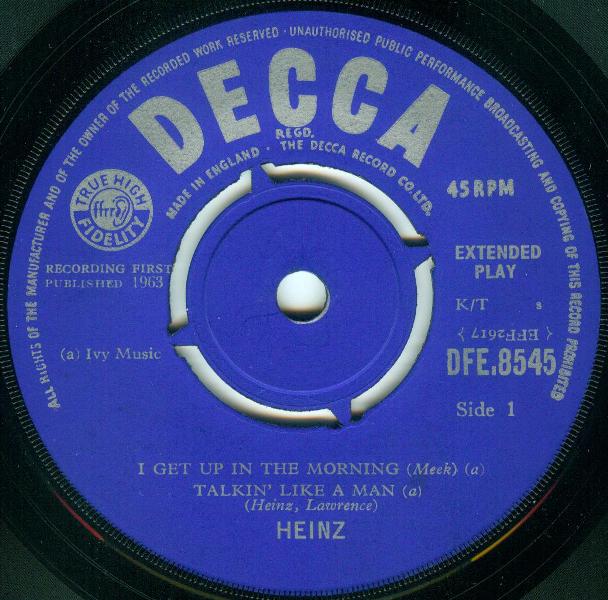 ALL RIGHTS OF THE MANUFACTURER AND OF THE OWNER OF THE RECORDED WORK RESERVED · UNAUTHORISED PUBLIC PERFORMANCE BROADCASTING AND COPYING OF THIS RECORD PROHIBITED
DECCA
REGD.
MADE IN ENGLAND · THE DECCA RECORD CO. LTD.
TRUE HIGH
ffrr
FIDELITY
45 RPM
RECORDING FIRST
PUBLISHED 1963
EXTENDED
PLAY
K/T s
< EFF2617 >
(a) Ivy Music
DFE.8545
Side 1
I GET UP IN THE MORNING (Meek) (a)
TALKIN' LIKE A MAN (a)
(Heinz, Lawrence)
HEINZ